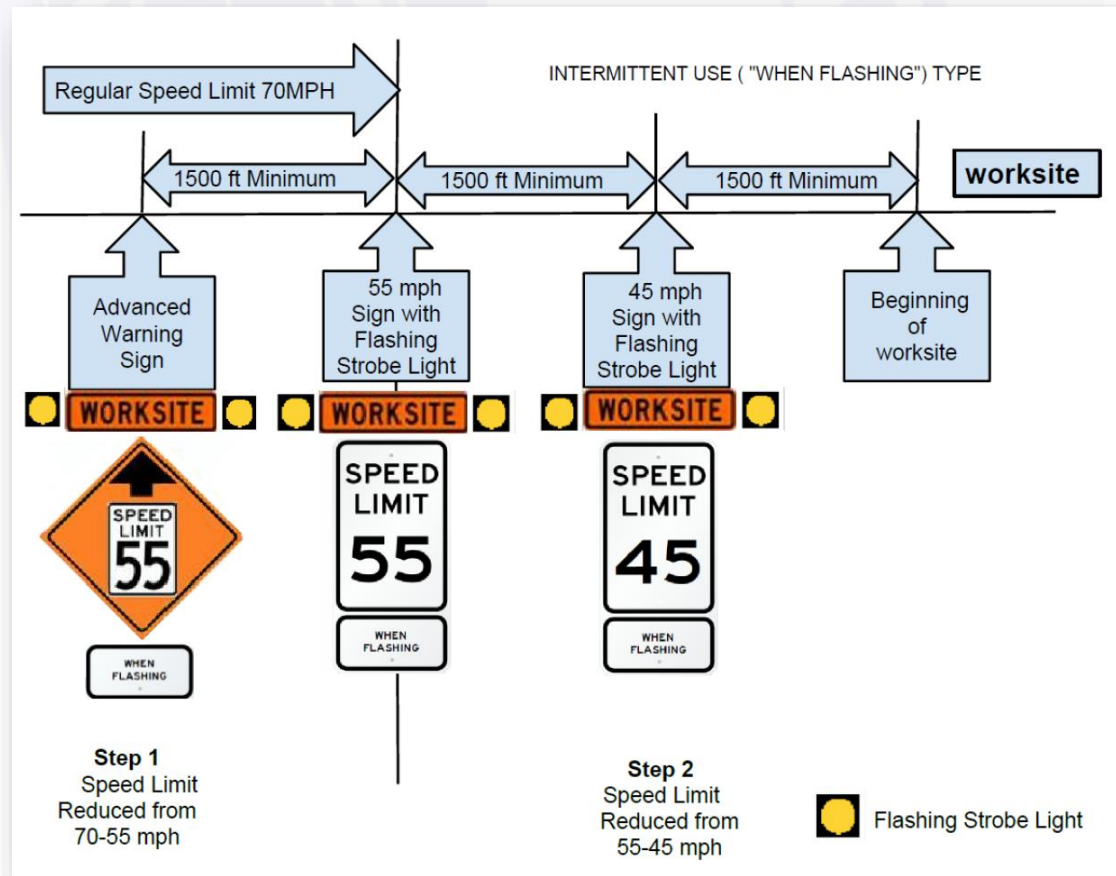 INTERMITTENT USE ( "WHEN FLASHING") TYPE
Regular Speed Limit 70MPH
1500 ft Minimum
1500 ft Minimum
1500 ft Minimum
worksite
Advanced
Warning
Sign
55 mph
Sign with
Flashing
Strobe Light
45 mph
Sign with
Flashing
Strobe Light
Beginning
of
worksite
WORKSITE
SPEED
LIMIT
55
WHEN
FLASHING
WORKSITE
SPEED
LIMIT
55
WHEN
FLASHING
WORKSITE
SPEED
LIMIT
45
WHEN
FLASHING
Step 1
Speed Limit
Reduced from
70-55 mph
Step 2
Speed Limit
Reduced from
55-45 mph
Flashing Strobe Light